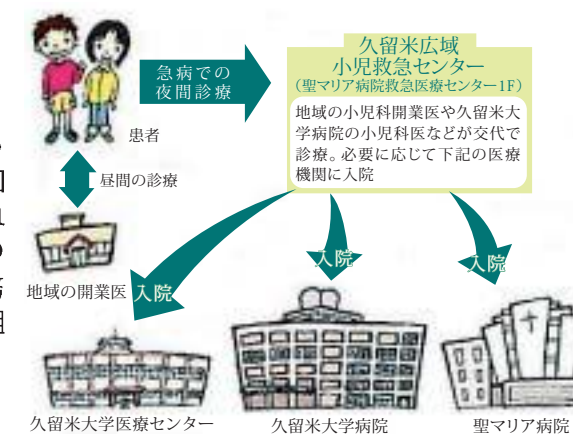 久留米広域
小児救急センター
（聖マリア病院救急医療センター1F）
地域の小児科開業医や久留米大
学病院の小児科医などが交代で
診療。必要に応じて下記の医療
機関に入院
急病での
夜間診療
患者
昼間の診療
地域の開業医
入院
入院
入院
久留米大学医療センター
久留米大学病院
聖マリア病院